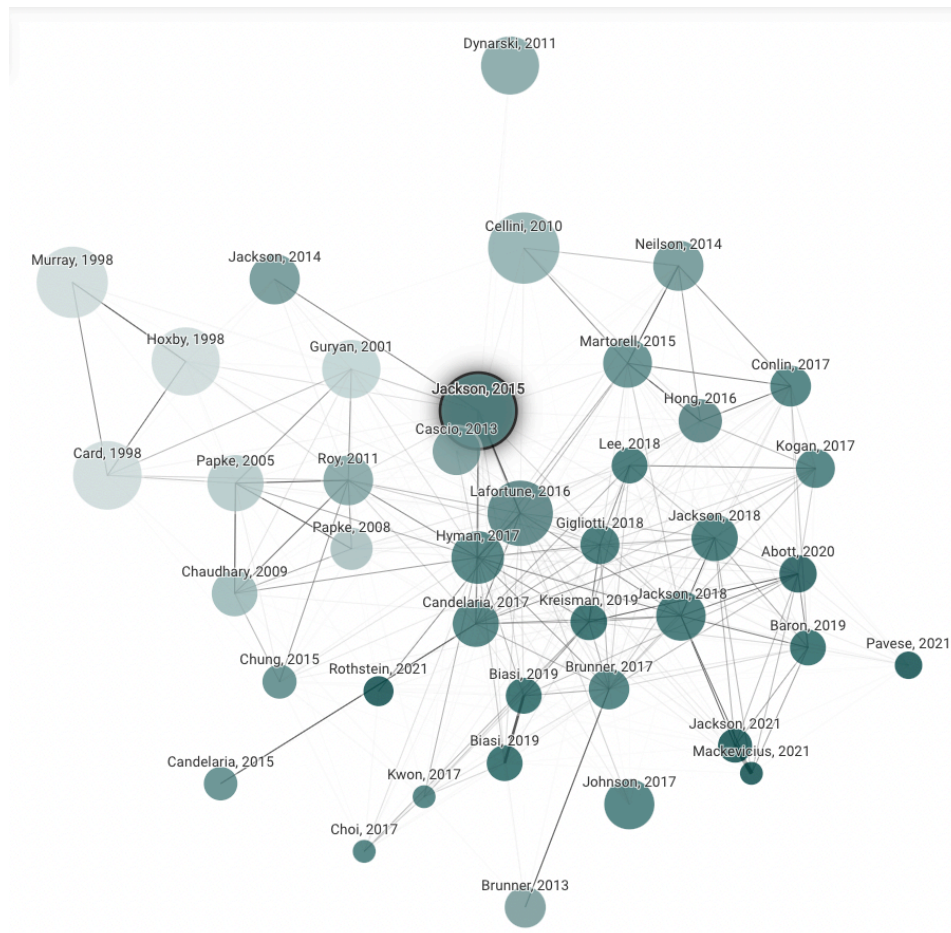 Dynarski, 2011
Cellini, 2010
Neilson, 2014
Murray, 1998
Jackson, 2014
Hoxby, 1998
Guryan, 2001
Martorell, 2015
Conlin, 2017
Jackson, 2015
Hong, 2016
Cascio, 2013
Lee, 2018
Kogan, 2017
Card, 1998
Papke, 2005
Roy, 2011
Lafortune, 2016
Jackson, 2018
Gigliotti, 2018
Papke, 2008
Hyman, 2017
Abott, 2020
Chaudhary, 2009
Candelaria, 2017
Kreisman, 2019
Jackson, 2018
Baron, 2019
Pavese, 2021
Chung, 2015
Rothstein, 2021
Biasi, 2019
Brunner, 2017
Jackson, 2021
Biasi, 2019
Mackevicius, 2021
Candelaria, 2015
Kwon, 2017
Johnson, 2017
Choi, 2017
Brunner, 2013